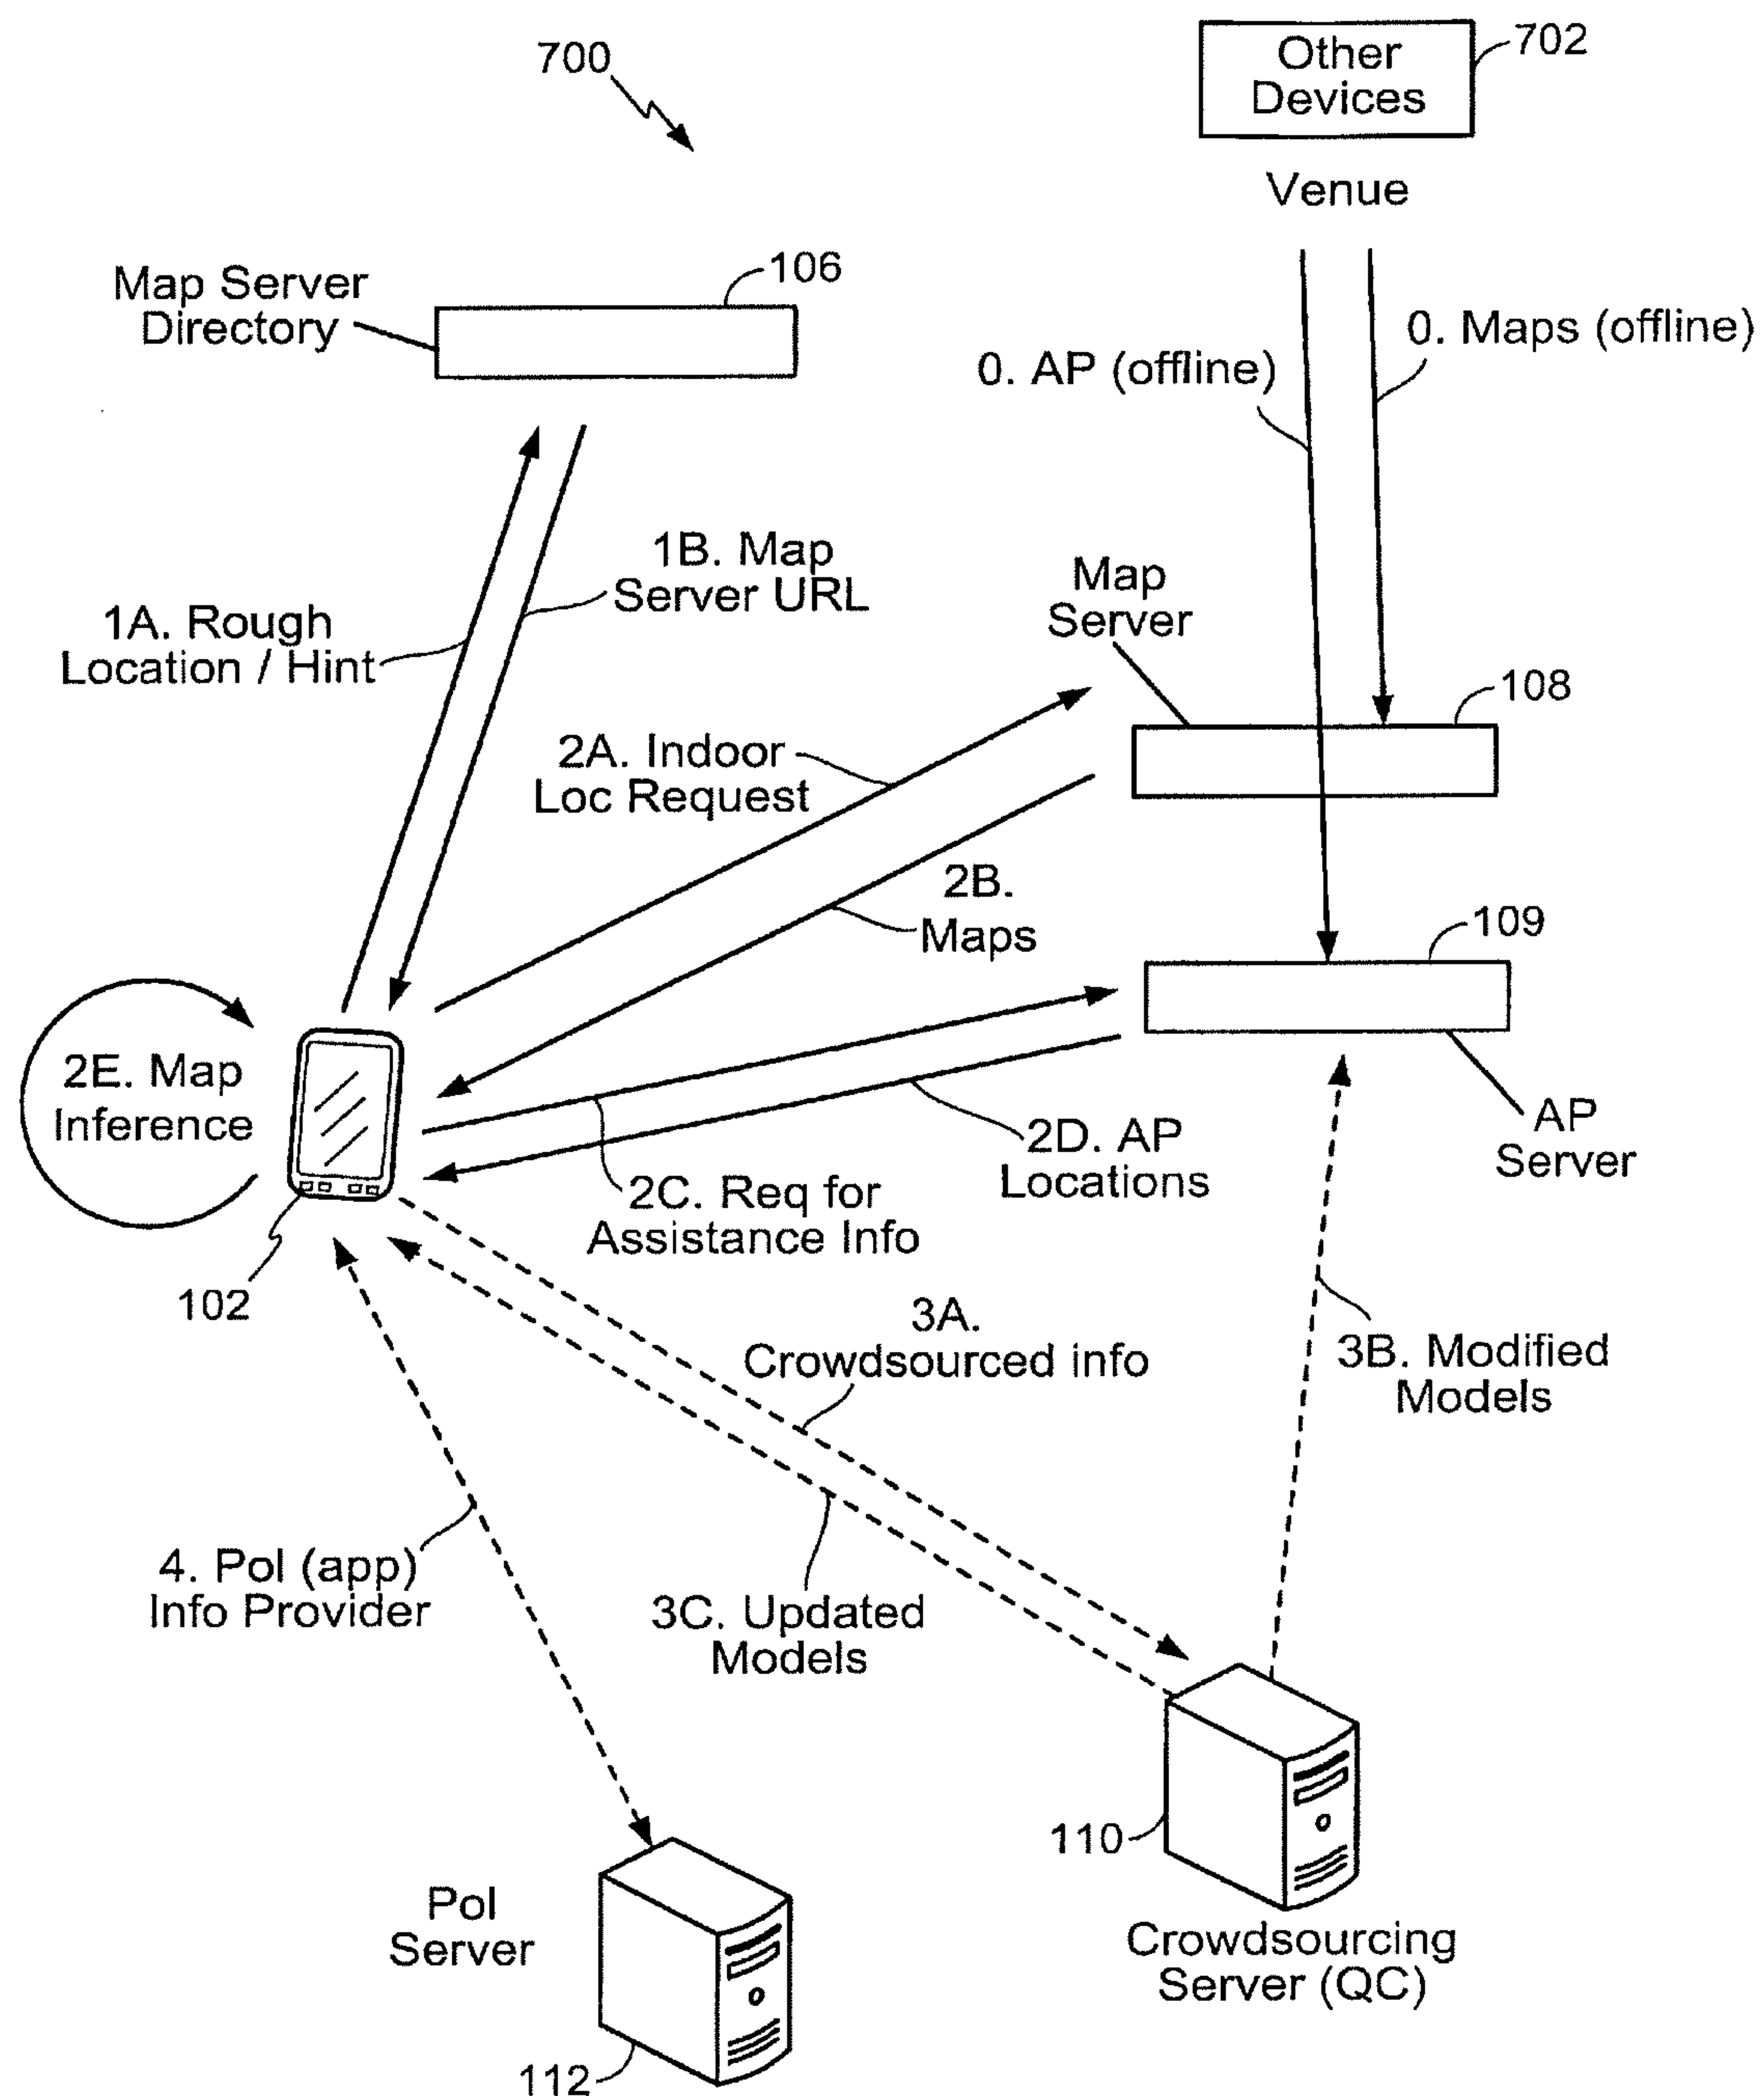 700
Other
Devices
702
Venue
Map Server
Directory
106
0. AP (offline)
0. Maps (offline)
1A. Rough
Location / Hint
1B. Map
Server URL
Map
Server
108
2A. Indoor
Loc Request
2B.
Maps
109
AP
Server
2E. Map
Inference
102
2C. Req for
Assistance Info
2D. AP
Locations
3A.
Crowdsourced info
3B. Modified
Models
3C. Updated
Models
4. PoI (app)
Info Provider
PoI
Server
112
110
Crowdsourcing
Server (QC)